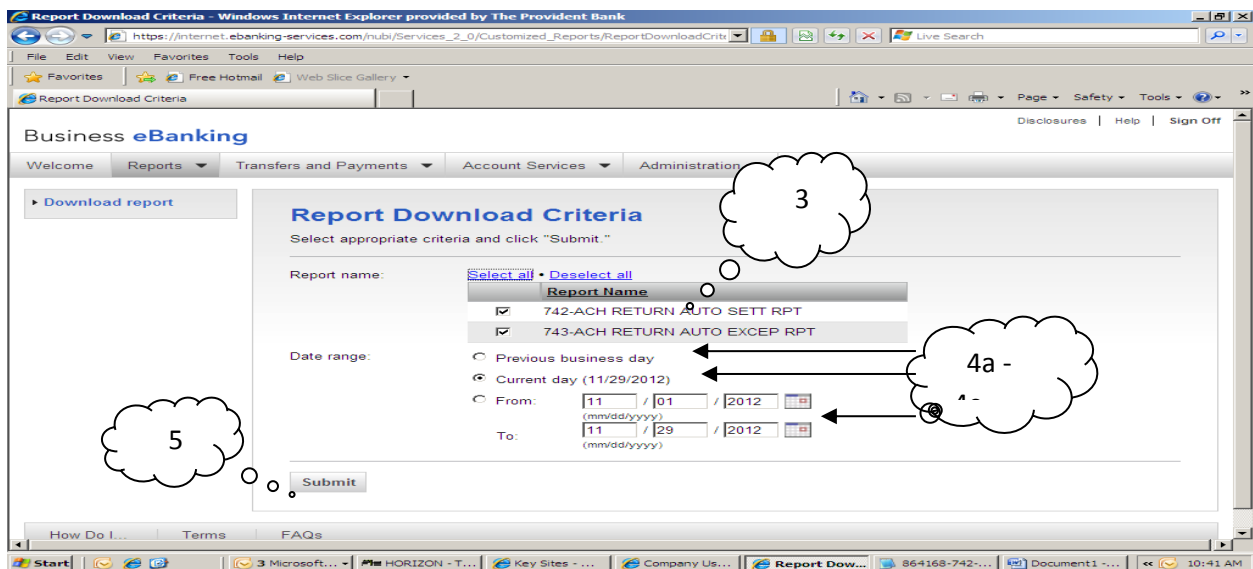 Report Download Criteria - Windows Internet Explorer provided by The Provident Bank
https://internet.ebanking-services.com/nubi/Services_2_0/Customized_Reports/ReportDownloadCrite
Live Search
File Edit View Favorites Tools Help
Favorites Free Hotmail Web Slice Gallery
Report Download Criteria
Page Safety Tools
Disclosures | Help | Sign Off
Business eBanking
Welcome Reports Transfers and Payments Account Services Administration
3
Download report
Report Download Criteria
Select appropriate criteria and click "Submit."
Report name: Select all • Deselect all
Report Name
742-ACH RETURN AUTO SETT RPT
743-ACH RETURN AUTO EXCEP RPT
Date range: Previous business day
4a -
Current day (11/29/2012)
From: 11 / 01 / 2012
(mm/dd/yyyy)
To: 11 / 29 / 2012
(mm/dd/yyyy)
5
Submit
How Do I... Terms FAQs
Start 3 Microsoft... HORIZON - T... Key Sites - ... Company Us... Report Dow... 864168-742-... Document1 -... 10:41 AM